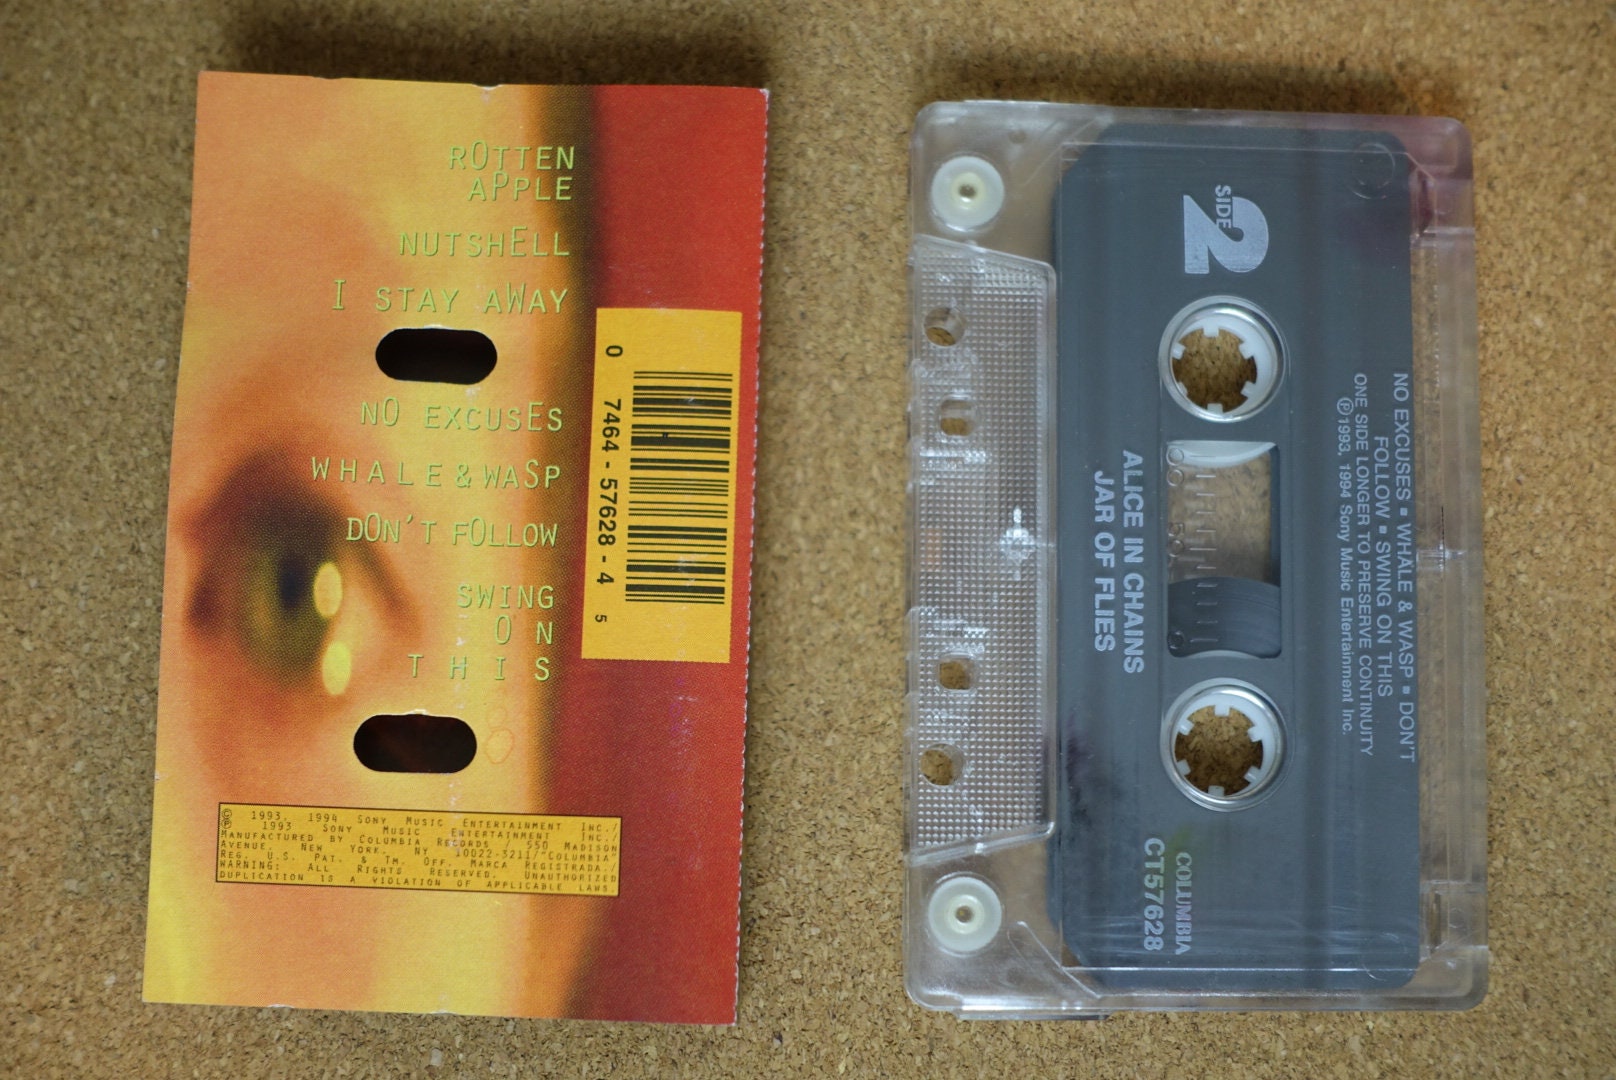 rOTTEN
aPPLE
NUTSHELL
I STAY aWAY
nO EXCUSES
WHALE & WASP
DON'T FOLLOW
SWING
O N
THIS
0 7464-57628-4 5
© 1993, 1994 SONY MUSIC ENTERTAINMENT INC./
℗ 1993 SONY MUSIC ENTERTAINMENT INC./
MANUFACTURED BY COLUMBIA RECORDS / 550 MADISON
AVENUE, NEW YORK, NY 10022-3211/"COLUMBIA"
REG. U.S. PAT. & TM. OFF. MARCA REGISTRADA./
WARNING: ALL RIGHTS RESERVED. UNAUTHORIZED
DUPLICATION IS A VIOLATION OF APPLICABLE LAWS.
SIDE
2
NO EXCUSES ▪ WHALE & WASP ▪ DON'T
FOLLOW ▪ SWING ON THIS
ONE SIDE LONGER TO PRESERVE CONTINUITY
℗1993, 1994 Sony Music Entertainment Inc.
100
50
0
ALICE IN CHAINS
JAR OF FLIES
COLUMBIA
CT57628